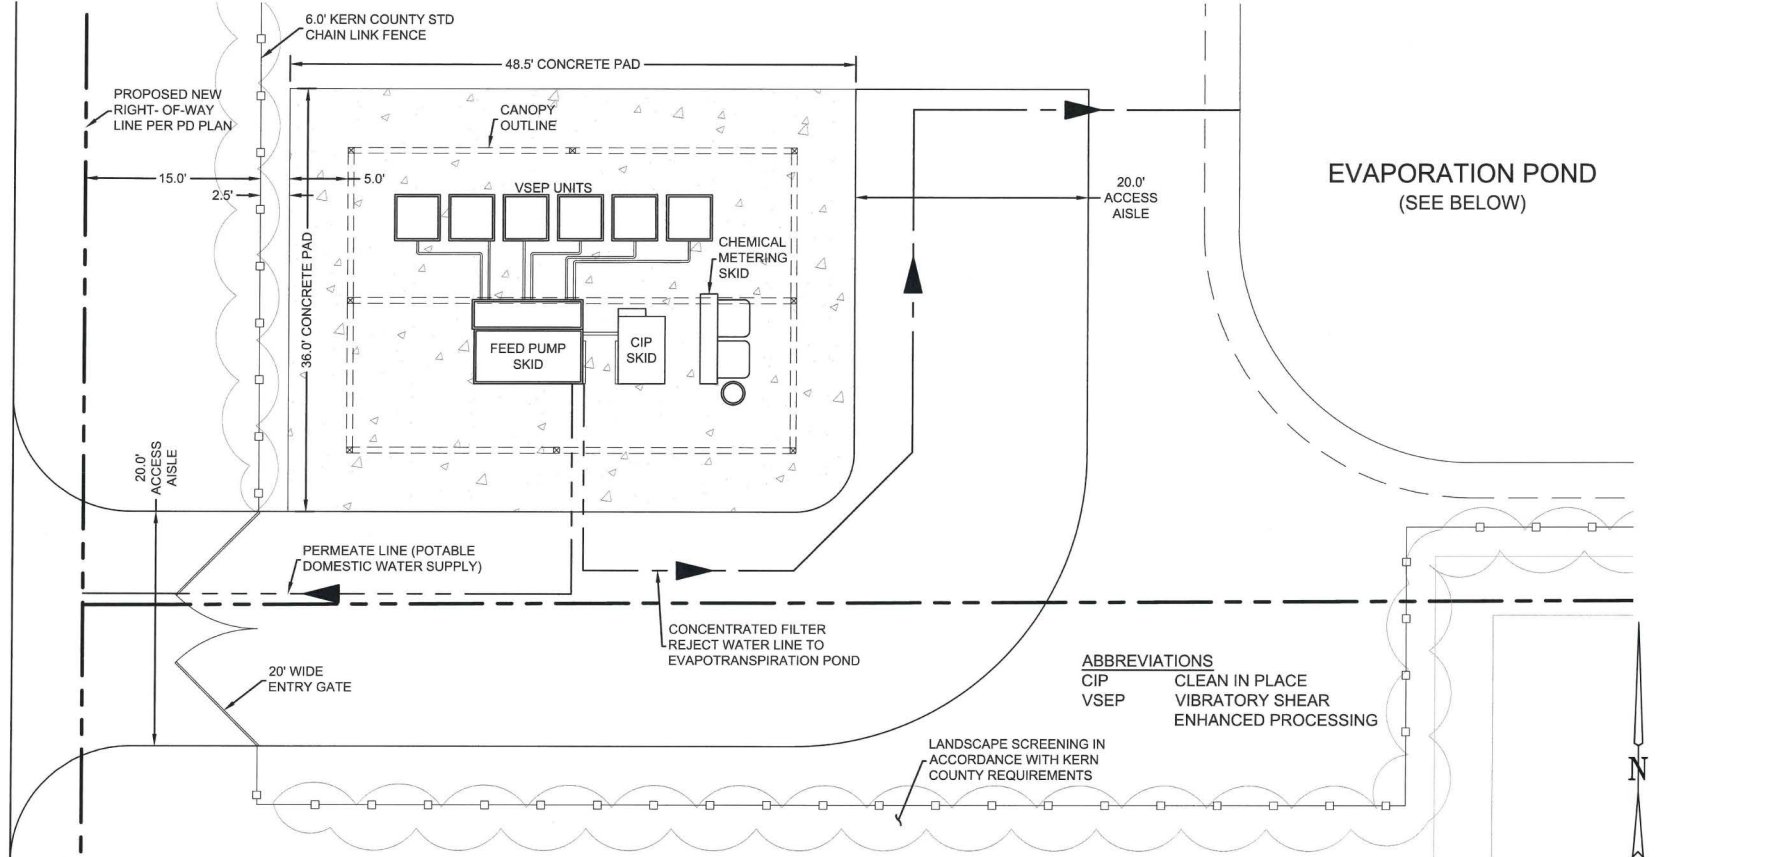 6.0' KERN COUNTY STD
CHAIN LINK FENCE
48.5' CONCRETE PAD
PROPOSED NEW
RIGHT- OF-WAY
LINE PER PD PLAN
CANOPY
OUTLINE
15.0'
2.5'
5.0'
VSEP UNITS
20.0'
ACCESS
AISLE
EVAPORATION POND
(SEE BELOW)
36.0' CONCRETE PAD
CHEMICAL
METERING
SKID
FEED PUMP
SKID
CIP
SKID
20.0'
ACCESS
AISLE
PERMEATE LINE (POTABLE
DOMESTIC WATER SUPPLY)
CONCENTRATED FILTER
REJECT WATER LINE TO
EVAPOTRANSPIRATION POND
20' WIDE
ENTRY GATE
ABBREVIATIONS
CIP CLEAN IN PLACE
VSEP VIBRATORY SHEAR
ENHANCED PROCESSING
LANDSCAPE SCREENING IN
ACCORDANCE WITH KERN
COUNTY REQUIREMENTS
N